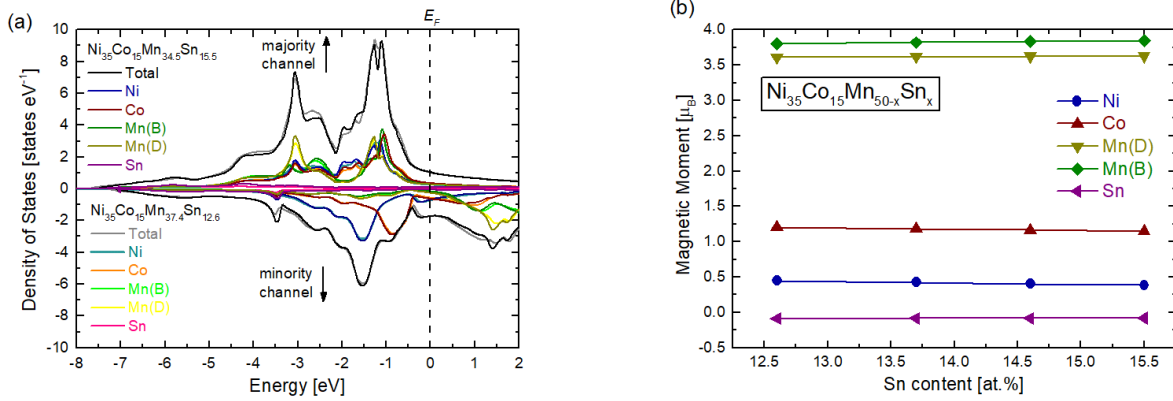 (a)
E_F
Ni35Co15Mn34.5Sn15.5
Total
Ni
Co
Mn(B)
Mn(D)
Sn
majority
channel
Ni35Co15Mn37.4Sn12.6
Total
Ni
Co
Mn(B)
Mn(D)
Sn
minority
channel
Density of States [states eV⁻¹]
10
8
6
4
2
0
-2
-4
-6
-8
-10
-8
-7
-6
-5
-4
-3
-2
-1
0
1
2
Energy [eV]
(b)
Magnetic Moment [μB]
4.0
3.5
3.0
2.5
2.0
1.5
1.0
0.5
0.0
-0.5
Ni35Co15Mn50-xSnx
Ni
Co
Mn(D)
Mn(B)
Sn
12.5
13.0
13.5
14.0
14.5
15.0
15.5
Sn content [at.%]